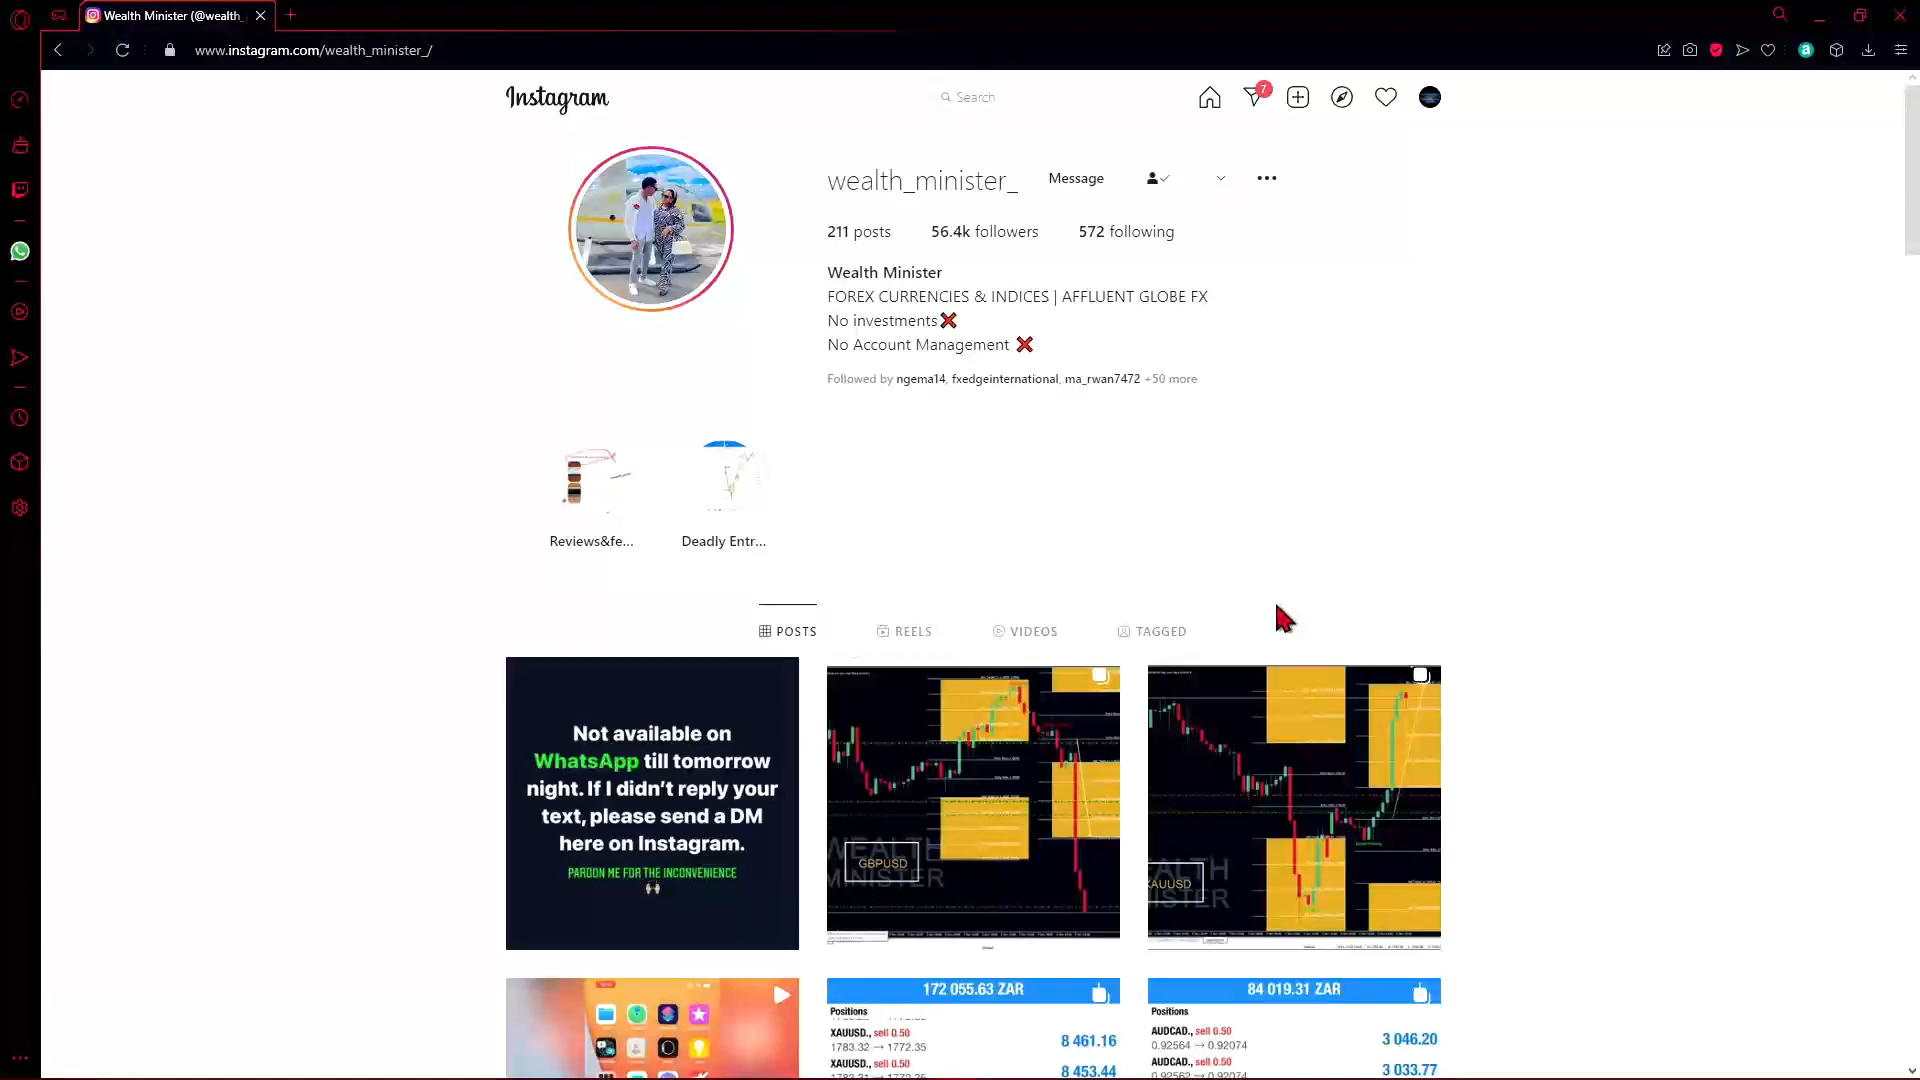 Wealth Minister (@wealth_
www.instagram.com/wealth_minister_/
Instagram
Search
7
wealth_minister_
Message
211 posts
56.4k followers
572 following
Wealth Minister
FOREX CURRENCIES & INDICES | AFFLUENT GLOBE FX
No investments❌
No Account Management ❌
Followed by ngema14, fxedgeinternational, ma_rwan7472 +50 more
Reviews&fe...
Deadly Entr...
POSTS
REELS
VIDEOS
TAGGED
Not available on
WhatsApp till tomorrow
night. If I didn't reply your
text, please send a DM
here on Instagram.
PARDON ME FOR THE INCONVENIENCE
WEALTH
MINISTER
GBPUSD
XAUUSD
172 055.63 ZAR
Positions
XAUUSD., sell 0.50
1783.32 → 1772.35
8 461.16
XAUUSD., sell 0.50
8 453.44
84 019.31 ZAR
Positions
AUDCAD., sell 0.50
0.92564 → 0.92074
3 046.20
AUDCAD., sell 0.50
3 033.77